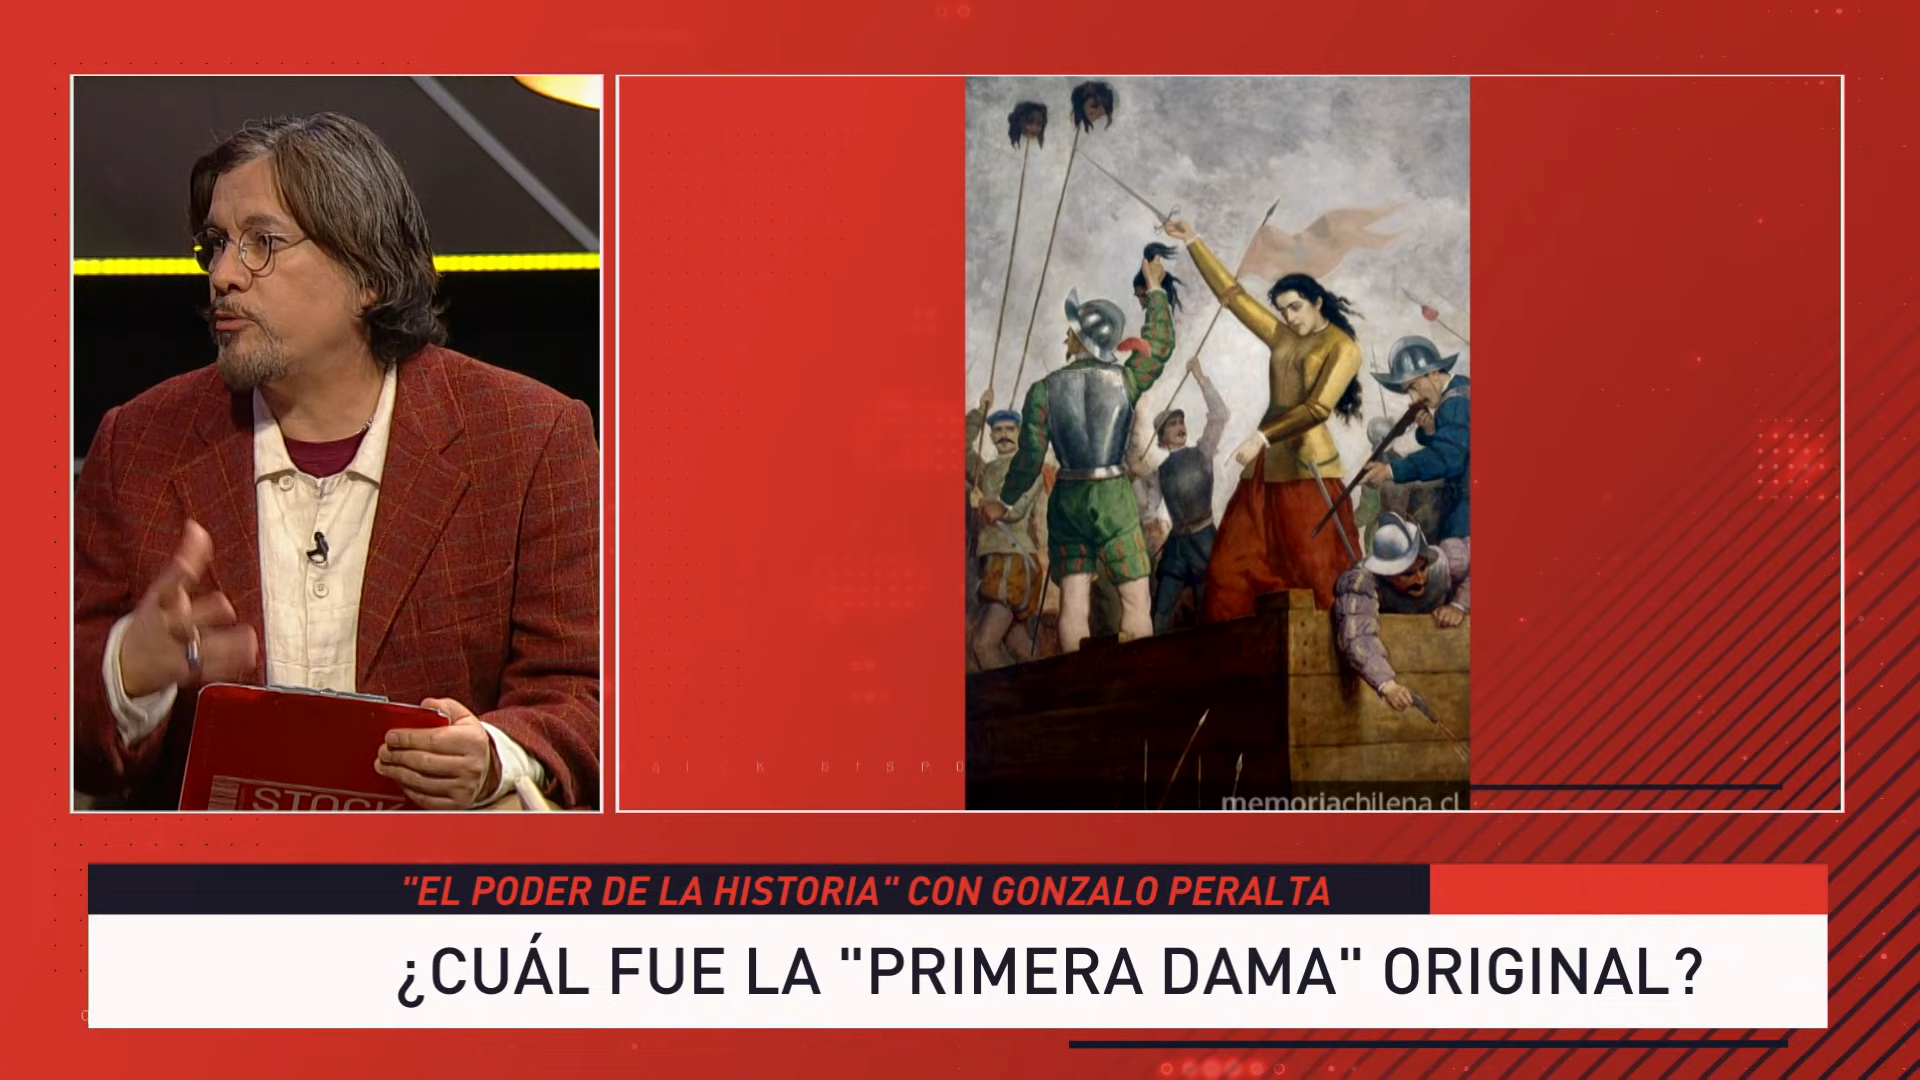 STOCK
memoriachilena.cl
"EL PODER DE LA HISTORIA" CON GONZALO PERALTA
¿CUÁL FUE LA "PRIMERA DAMA" ORIGINAL?